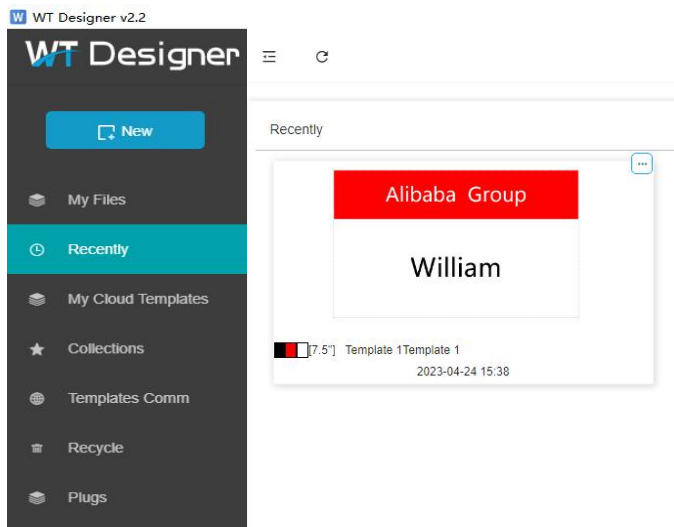 WT Designer v2.2
WT Designer
New
My Files
Recently
My Cloud Templates
Collections
Templates Comm
Recycle
Plugs
Recently
...
Alibaba Group
William
[7.5"] Template 1Template 1
2023-04-24 15:38